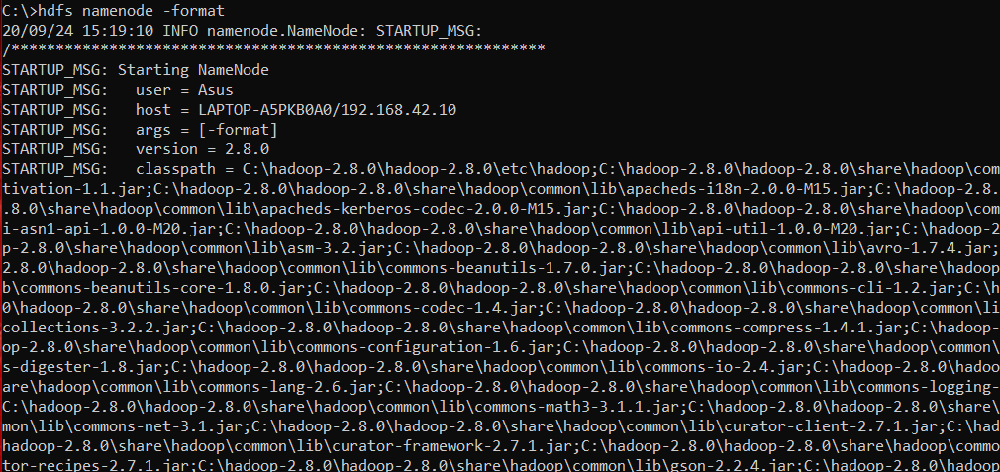 C:\>hdfs namenode -format
20/09/24 15:19:10 INFO namenode.NameNode: STARTUP_MSG:
/************************************************************
STARTUP_MSG: Starting NameNode
STARTUP_MSG:   user = Asus
STARTUP_MSG:   host = LAPTOP-A5PKB0A0/192.168.42.10
STARTUP_MSG:   args = [-format]
STARTUP_MSG:   version = 2.8.0
STARTUP_MSG:   classpath = C:\hadoop-2.8.0\hadoop-2.8.0\etc\hadoop;C:\hadoop-2.8.0\hadoop-2.8.0\share\hadoop\com
tivation-1.1.jar;C:\hadoop-2.8.0\hadoop-2.8.0\share\hadoop\common\lib\apacheds-i18n-2.0.0-M15.jar;C:\hadoop-2.8.
.8.0\share\hadoop\common\lib\apacheds-kerberos-codec-2.0.0-M15.jar;C:\hadoop-2.8.0\hadoop-2.8.0\share\hadoop\com
i-asn1-api-1.0.0-M20.jar;C:\hadoop-2.8.0\hadoop-2.8.0\share\hadoop\common\lib\api-util-1.0.0-M20.jar;C:\hadoop-2
p-2.8.0\share\hadoop\common\lib\asm-3.2.jar;C:\hadoop-2.8.0\hadoop-2.8.0\share\hadoop\common\lib\avro-1.7.4.jar;
2.8.0\hadoop-2.8.0\share\hadoop\common\lib\commons-beanutils-1.7.0.jar;C:\hadoop-2.8.0\hadoop-2.8.0\share\hadoop
b\commons-beanutils-core-1.8.0.jar;C:\hadoop-2.8.0\hadoop-2.8.0\share\hadoop\common\lib\commons-cli-1.2.jar;C:\h
0\hadoop-2.8.0\share\hadoop\common\lib\commons-codec-1.4.jar;C:\hadoop-2.8.0\hadoop-2.8.0\share\hadoop\common\li
collections-3.2.2.jar;C:\hadoop-2.8.0\hadoop-2.8.0\share\hadoop\common\lib\commons-compress-1.4.1.jar;C:\hadoop-
op-2.8.0\share\hadoop\common\lib\commons-configuration-1.6.jar;C:\hadoop-2.8.0\hadoop-2.8.0\share\hadoop\common\
s-digester-1.8.jar;C:\hadoop-2.8.0\hadoop-2.8.0\share\hadoop\common\lib\commons-io-2.4.jar;C:\hadoop-2.8.0\hadoo
are\hadoop\common\lib\commons-lang-2.6.jar;C:\hadoop-2.8.0\hadoop-2.8.0\share\hadoop\common\lib\commons-logging-
C:\hadoop-2.8.0\hadoop-2.8.0\share\hadoop\common\lib\commons-math3-3.1.1.jar;C:\hadoop-2.8.0\hadoop-2.8.0\share\
mon\lib\commons-net-3.1.jar;C:\hadoop-2.8.0\hadoop-2.8.0\share\hadoop\common\lib\curator-client-2.7.1.jar;C:\had
hadoop-2.8.0\share\hadoop\common\lib\curator-framework-2.7.1.jar;C:\hadoop-2.8.0\hadoop-2.8.0\share\hadoop\commo
tor-recipes-2.7.1.jar;C:\hadoop-2.8.0\hadoop-2.8.0\share\hadoop\common\lib\gson-2.2.4.jar;C:\hadoop-2.8.0\hadoop